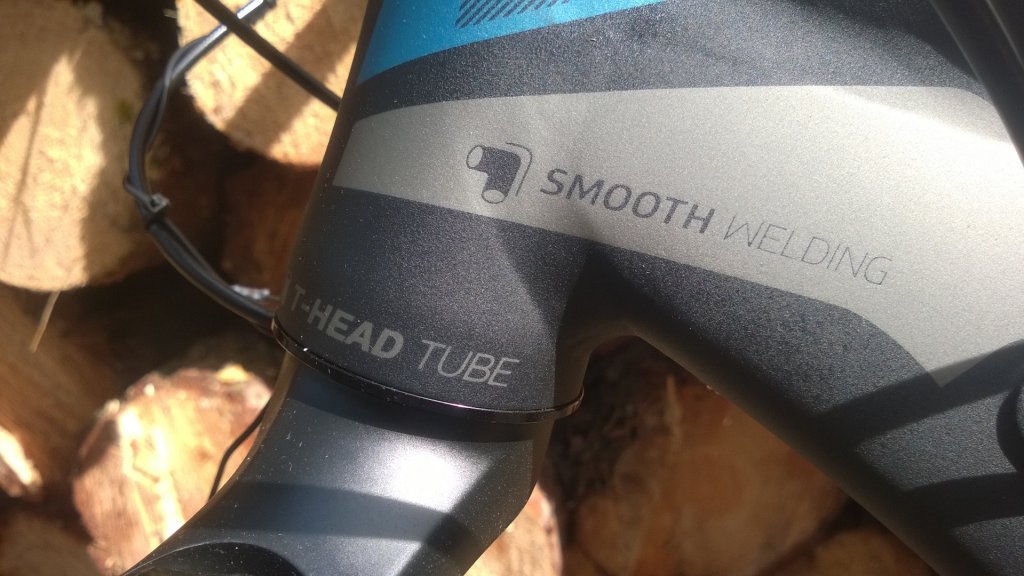 SMOOTH WELDING
T-HEAD TUBE